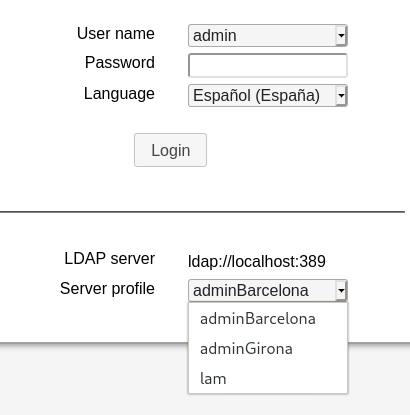 User name admin
Password
Language Español (España)
Login
LDAP server ldap://localhost:389
Server profile adminBarcelona
adminBarcelona
adminGirona
lam